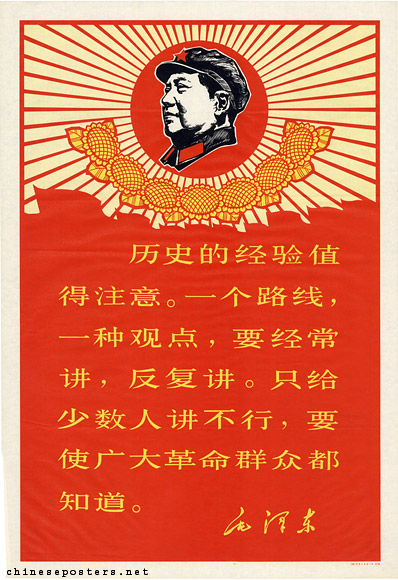 历史的经验值
得注意。一个路线，
一种观点，要经常
讲，反复讲。只给
少数人讲不行，要
使广大革命群众都
知道。
毛泽东
chineseposters.net